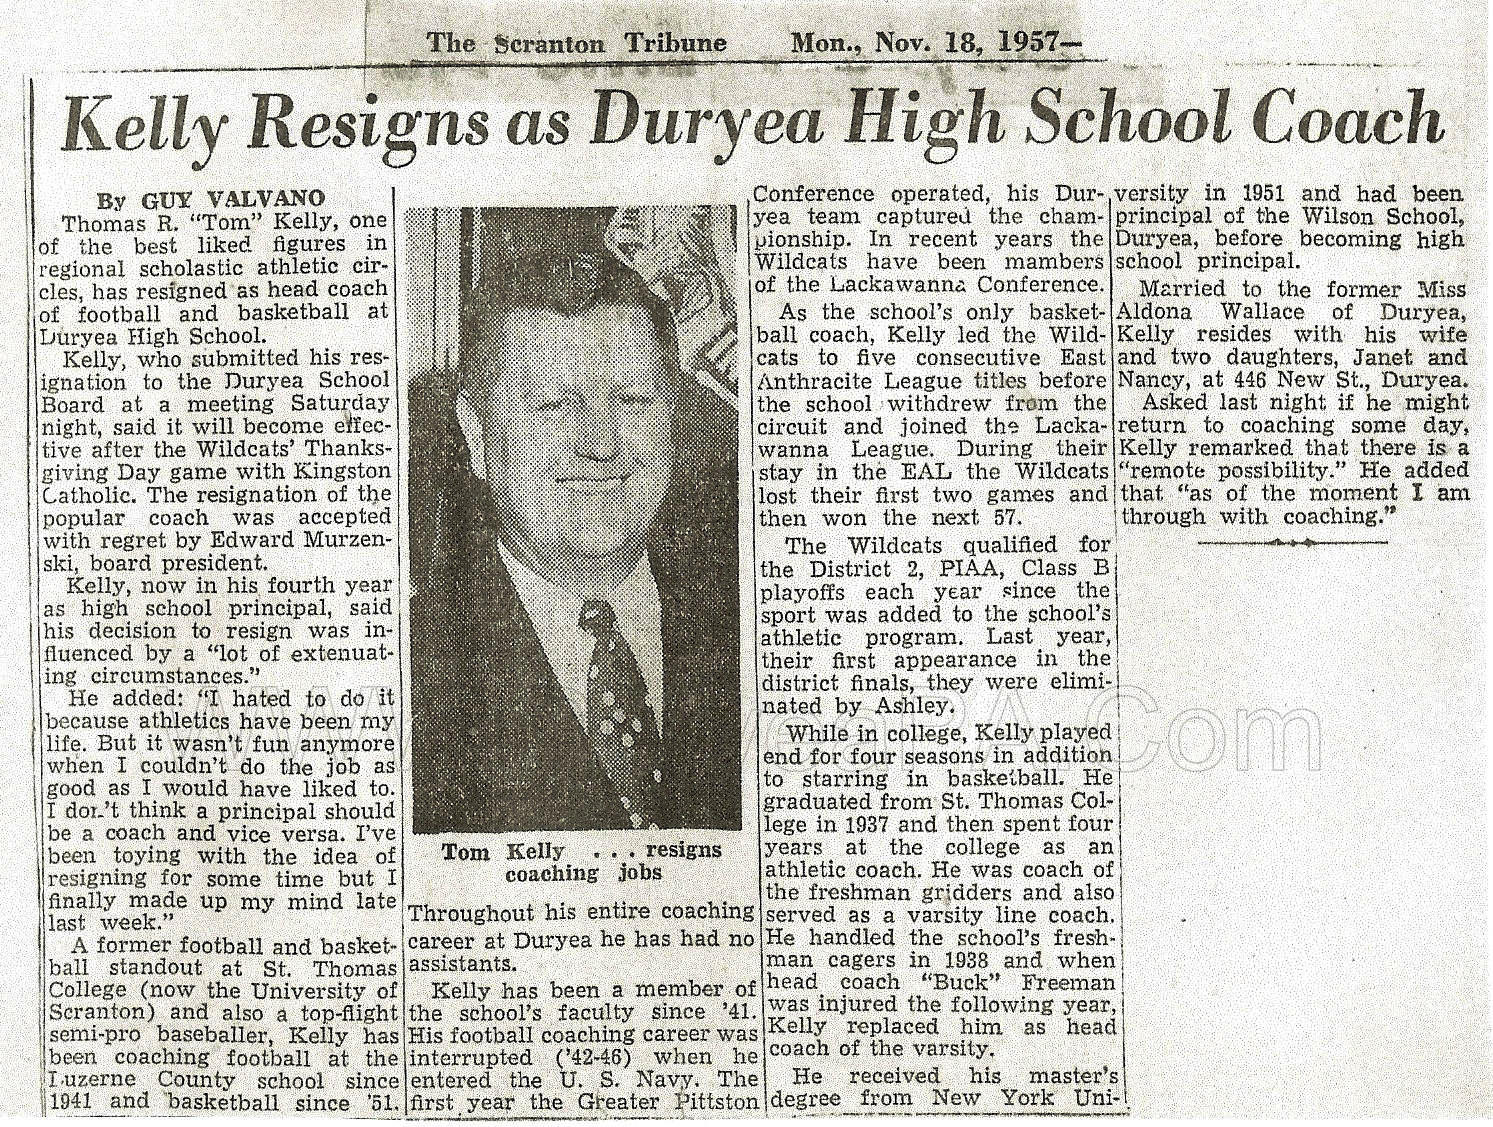 The Scranton Tribune Mon., Nov. 18, 1957—
Kelly Resigns as Duryea High School Coach
By GUY VALVANO
Thomas R. "Tom" Kelly, one
of the best liked figures in
regional scholastic athletic cir-
cles, has resigned as head coach
of football and basketball at
Duryea High School.
Kelly, who submitted his res-
ignation to the Duryea School
Board at a meeting Saturday
night, said it will become effec-
tive after the Wildcats' Thanks-
giving Day game with Kingston
Catholic. The resignation of the
popular coach was accepted
with regret by Edward Murzen-
ski, board president.
Kelly, now in his fourth year
as high school principal, said
his decision to resign was in-
fluenced by a "lot of extenuat-
ing circumstances."
He added: "I hated to do it
because athletics have been my
life. But it wasn't fun anymore
when I couldn't do the job as
good as I would have liked to.
I don't think a principal should
be a coach and vice versa. I've
been toying with the idea of
resigning for some time but I
finally made up my mind late
last week."
A former football and basket-
ball standout at St. Thomas
College (now the University of
Scranton) and also a top-flight
semi-pro baseballer, Kelly has
been coaching football at the
Luzerne County school since
1941 and basketball since '51.
Tom Kelly . . . resigns
coaching jobs
Throughout his entire coaching
career at Duryea he has had no
assistants.
Kelly has been a member of
the school's faculty since '41.
His football coaching career was
interrupted ('42-46) when he
entered the U. S. Navy. The
first year the Greater Pittston
Conference operated, his Dur-
yea team captured the cham-
pionship. In recent years the
Wildcats have been mambers
of the Lackawanna Conference.
As the school's only basket-
ball coach, Kelly led the Wild-
cats to five consecutive East
Anthracite League titles before
the school withdrew from the
circuit and joined the Lacka-
wanna League. During their
stay in the EAL the Wildcats
lost their first two games and
then won the next 57.
The Wildcats qualified for
the District 2, PIAA, Class B
playoffs each year since the
sport was added to the school's
athletic program. Last year,
their first appearance in the
district finals, they were elimi-
nated by Ashley.
While in college, Kelly played
end for four seasons in addition
to starring in basketball. He
graduated from St. Thomas Col-
lege in 1937 and then spent four
years at the college as an
athletic coach. He was coach of
the freshman gridders and also
served as a varsity line coach.
He handled the school's fresh-
man cagers in 1938 and when
head coach "Buck" Freeman
was injured the following year,
Kelly replaced him as head
coach of the varsity.
He received his master's
degree from New York Uni-
versity in 1951 and had been
principal of the Wilson School,
Duryea, before becoming high
school principal.
Married to the former Miss
Aldona Wallace of Duryea,
Kelly resides with his wife
and two daughters, Janet and
Nancy, at 446 New St., Duryea.
Asked last night if he might
return to coaching some day,
Kelly remarked that there is a
"remote possibility." He added
that "as of the moment I am
through with coaching."